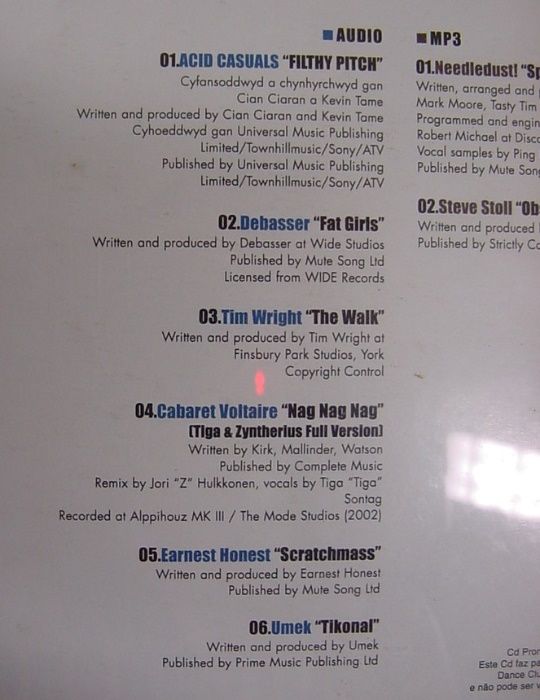 AUDIO
01.ACID CASUALS “FILTHY PITCH”
Cyfansoddwyd a chynhyrchwyd gan
Cian Ciaran a Kevin Tame
Written and produced by Cian Ciaran and Kevin Tame
Cyhoeddwyd gan Universal Music Publishing
Limited/Townhillmusic/Sony/ATV
Published by Universal Music Publishing
Limited/Townhillmusic/Sony/ATV
02.Debasser “Fat Girls”
Written and produced by Debasser at Wide Studios
Published by Mute Song Ltd
Licensed from WIDE Records
03.Tim Wright “The Walk”
Written and produced by Tim Wright at
Finsbury Park Studios, York
Copyright Control
04.Cabaret Voltaire “Nag Nag Nag”
(Tiga & Zyntherius Full Version)
Written by Kirk, Mallinder, Watson
Published by Complete Music
Remix by Jori “Z” Hulkkonen, vocals by Tiga “Tiga”
Sontag
Recorded at Alppihouz MK III / The Mode Studios (2002)
05.Earnest Honest “Scratchmass”
Written and produced by Earnest Honest
Published by Mute Song Ltd
06.Umek “Tikonal”
Written and produced by Umek
Published by Prime Music Publishing Ltd
MP3
01.Needledust! “Sp
Written, arranged and
Mark Moore, Tasty Tim
Programmed and engin
Robert Michael at Disco
Vocal samples by Ping
Published by Mute Song
02.Steve Stoll “Ob
Written and produced
Published by Strictly Co
Cd Pron
Este Cd faz pa
Dance Clu
e não pode ser v